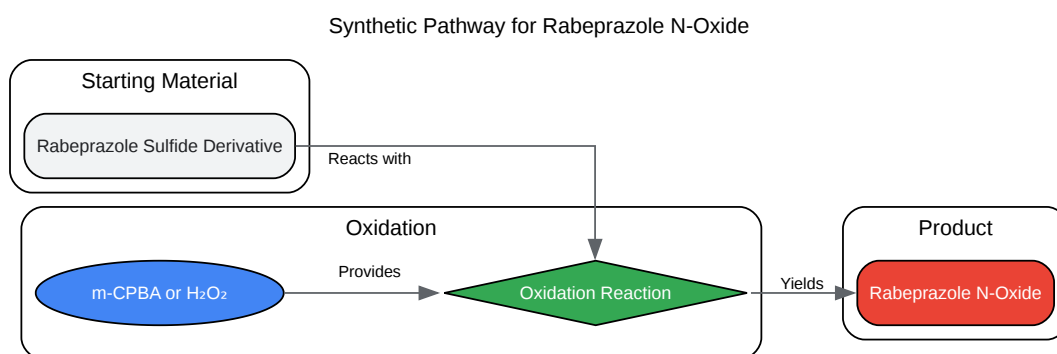 Synthetic Pathway for Rabeprazole N-Oxide
Starting Material
Rabeprazole Sulfide Derivative
Reacts with
Oxidation
m-CPBA or H₂O₂
Provides
Oxidation Reaction
Yields
Product
Rabeprazole N-Oxide